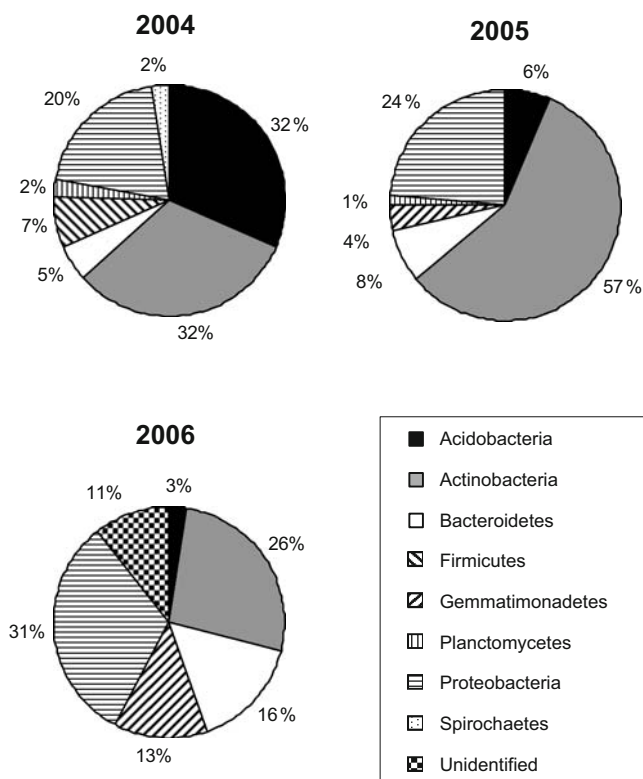 2004
2%
20%
32%
2%
7%
5%
32%
2005
6%
24%
1%
4%
8%
57%
2006
11%
3%
26%
31%
16%
13%
Acidobacteria
Actinobacteria
Bacteroidetes
Firmicutes
Gemmatimonadetes
Planctomycetes
Proteobacteria
Spirochaetes
Unidentified